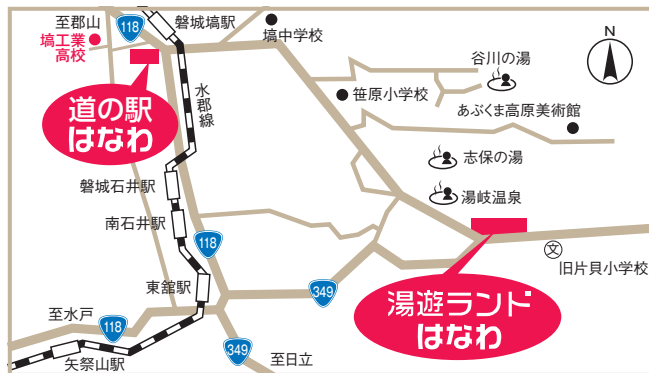 至郡山
118
磐城塙駅
塙中学校
塙工業
高校
道の駅
はなわ
水郡線
笹原小学校
谷川の湯
N
あぶくま高原美術館
志保の湯
湯岐温泉
磐城石井駅
南石井駅
118
東舘駅
349
文
旧片貝小学校
湯遊ランド
はなわ
至水戸
118
矢祭山駅
349
至日立